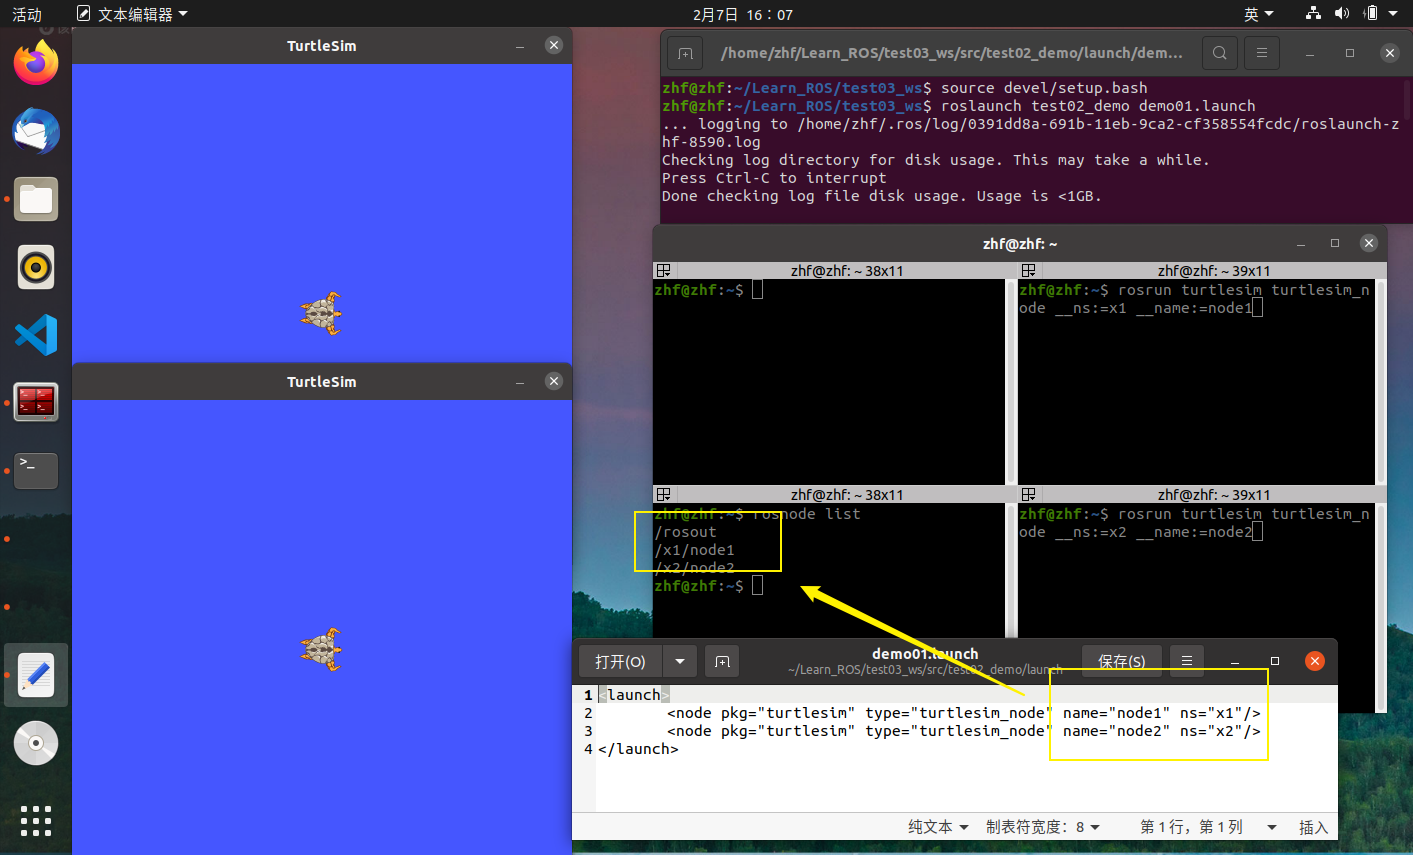 活动
文本编辑器
2月7日 16：07
英
TurtleSim
TurtleSim
/home/zhf/Learn_ROS/test03_ws/src/test02_demo/launch/dem...
zhf@zhf:~/Learn_ROS/test03_ws$ source devel/setup.bash
zhf@zhf:~/Learn_ROS/test03_ws$ roslaunch test02_demo demo01.launch
... logging to /home/zhf/.ros/log/0391dd8a-691b-11eb-9ca2-cf358554fcdc/roslaunch-z
hf-8590.log
Checking log directory for disk usage. This may take a while.
Press Ctrl-C to interrupt
Done checking log file disk usage. Usage is <1GB.
zhf@zhf: ~
zhf@zhf: ~ 38x11
zhf@zhf:~$
zhf@zhf: ~ 39x11
zhf@zhf:~$ rosrun turtlesim turtlesim_n
ode __ns:=x1 __name:=node1
zhf@zhf: ~ 38x11
zhf@zhf:~$ rosnode list
/rosout
/x1/node1
/x2/node2
zhf@zhf:~$
zhf@zhf: ~ 39x11
zhf@zhf:~$ rosrun turtlesim turtlesim_n
ode __ns:=x2 __name:=node2
打开(O)
demo01.launch
~/Learn_ROS/test03_ws/src/test02_demo/launch
保存(S)
1 <launch>
2 <node pkg="turtlesim" type="turtlesim_node" name="node1" ns="x1"/>
3 <node pkg="turtlesim" type="turtlesim_node" name="node2" ns="x2"/>
4 </launch>
纯文本
制表符宽度：8
第 1 行，第 1 列
插入